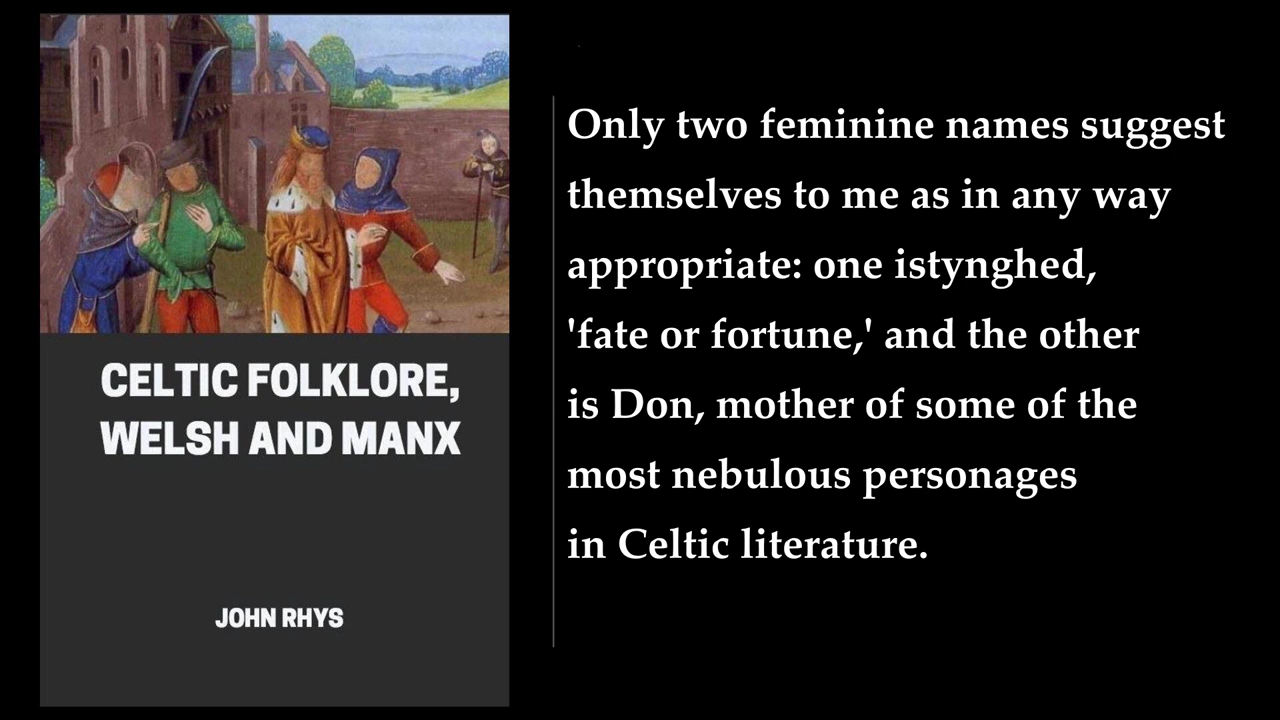 CELTIC FOLKLORE,
WELSH AND MANX
JOHN RHYS
Only two feminine names suggest
themselves to me as in any way
appropriate: one istynghed,
'fate or fortune,' and the other
is Don, mother of some of the
most nebulous personages
in Celtic literature.